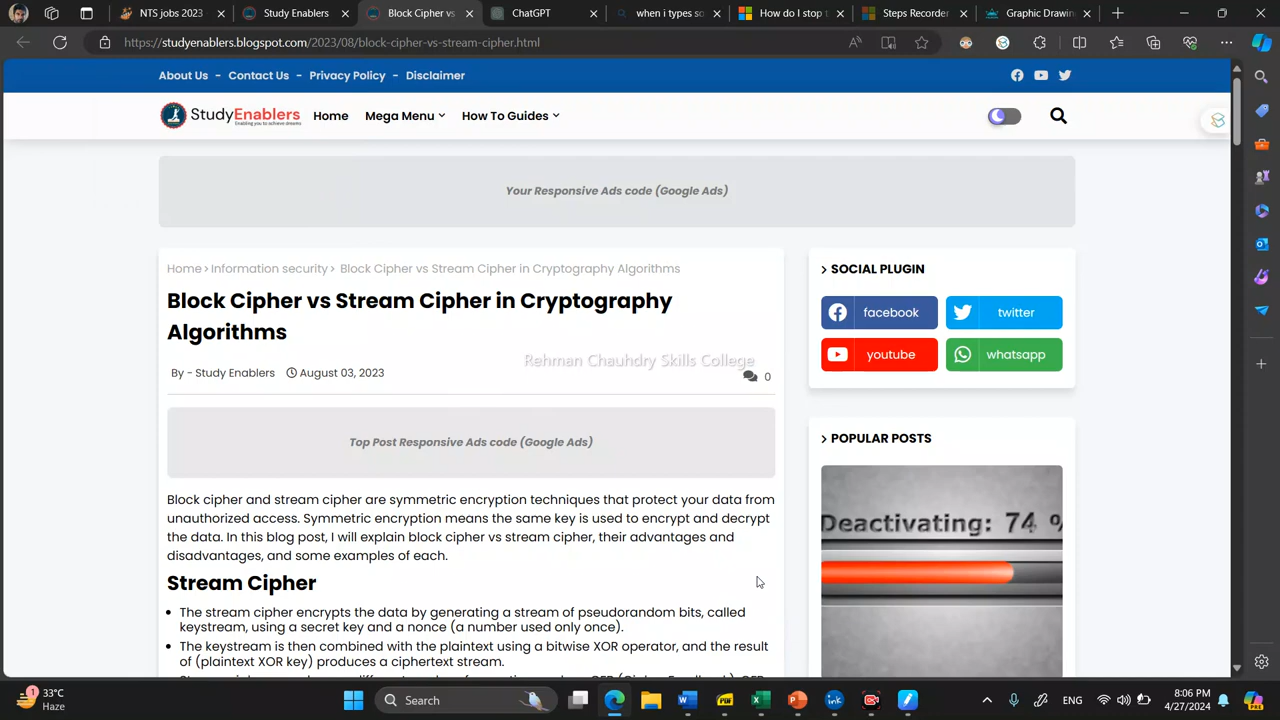 NTS jobs 2023
Study Enablers
Block Cipher v
ChatGPT
when i types s
How do I stop t
Steps Recorder
Graphic Drawin
https://studyenablers.blogspot.com/2023/08/block-cipher-vs-stream-cipher.html
About Us - Contact Us - Privacy Policy - Disclaimer
StudyEnablers
Enabling you to achieve dreams
Home
Mega Menu
How To Guides
Your Responsive Ads code (Google Ads)
Home › Information security › Block Cipher vs Stream Cipher in Cryptography Algorithms
Block Cipher vs Stream Cipher in Cryptography
Algorithms
Rehman Chauhdry Skills College
By - Study Enablers August 03, 2023
0
Top Post Responsive Ads code (Google Ads)
Block cipher and stream cipher are symmetric encryption techniques that protect your data from
unauthorized access. Symmetric encryption means the same key is used to encrypt and decrypt
the data. In this blog post, I will explain block cipher vs stream cipher, their advantages and
disadvantages, and some examples of each.
Stream Cipher
• The stream cipher encrypts the data by generating a stream of pseudorandom bits, called
keystream, using a secret key and a nonce (a number used only once).
• The keystream is then combined with the plaintext using a bitwise XOR operator, and the result
of (plaintext XOR key) produces a ciphertext stream.
SOCIAL PLUGIN
facebook
twitter
youtube
whatsapp
POPULAR POSTS
Deactivating: 74 %
1
33°C
Haze
Search
ENG
8:06 PM
4/27/2024